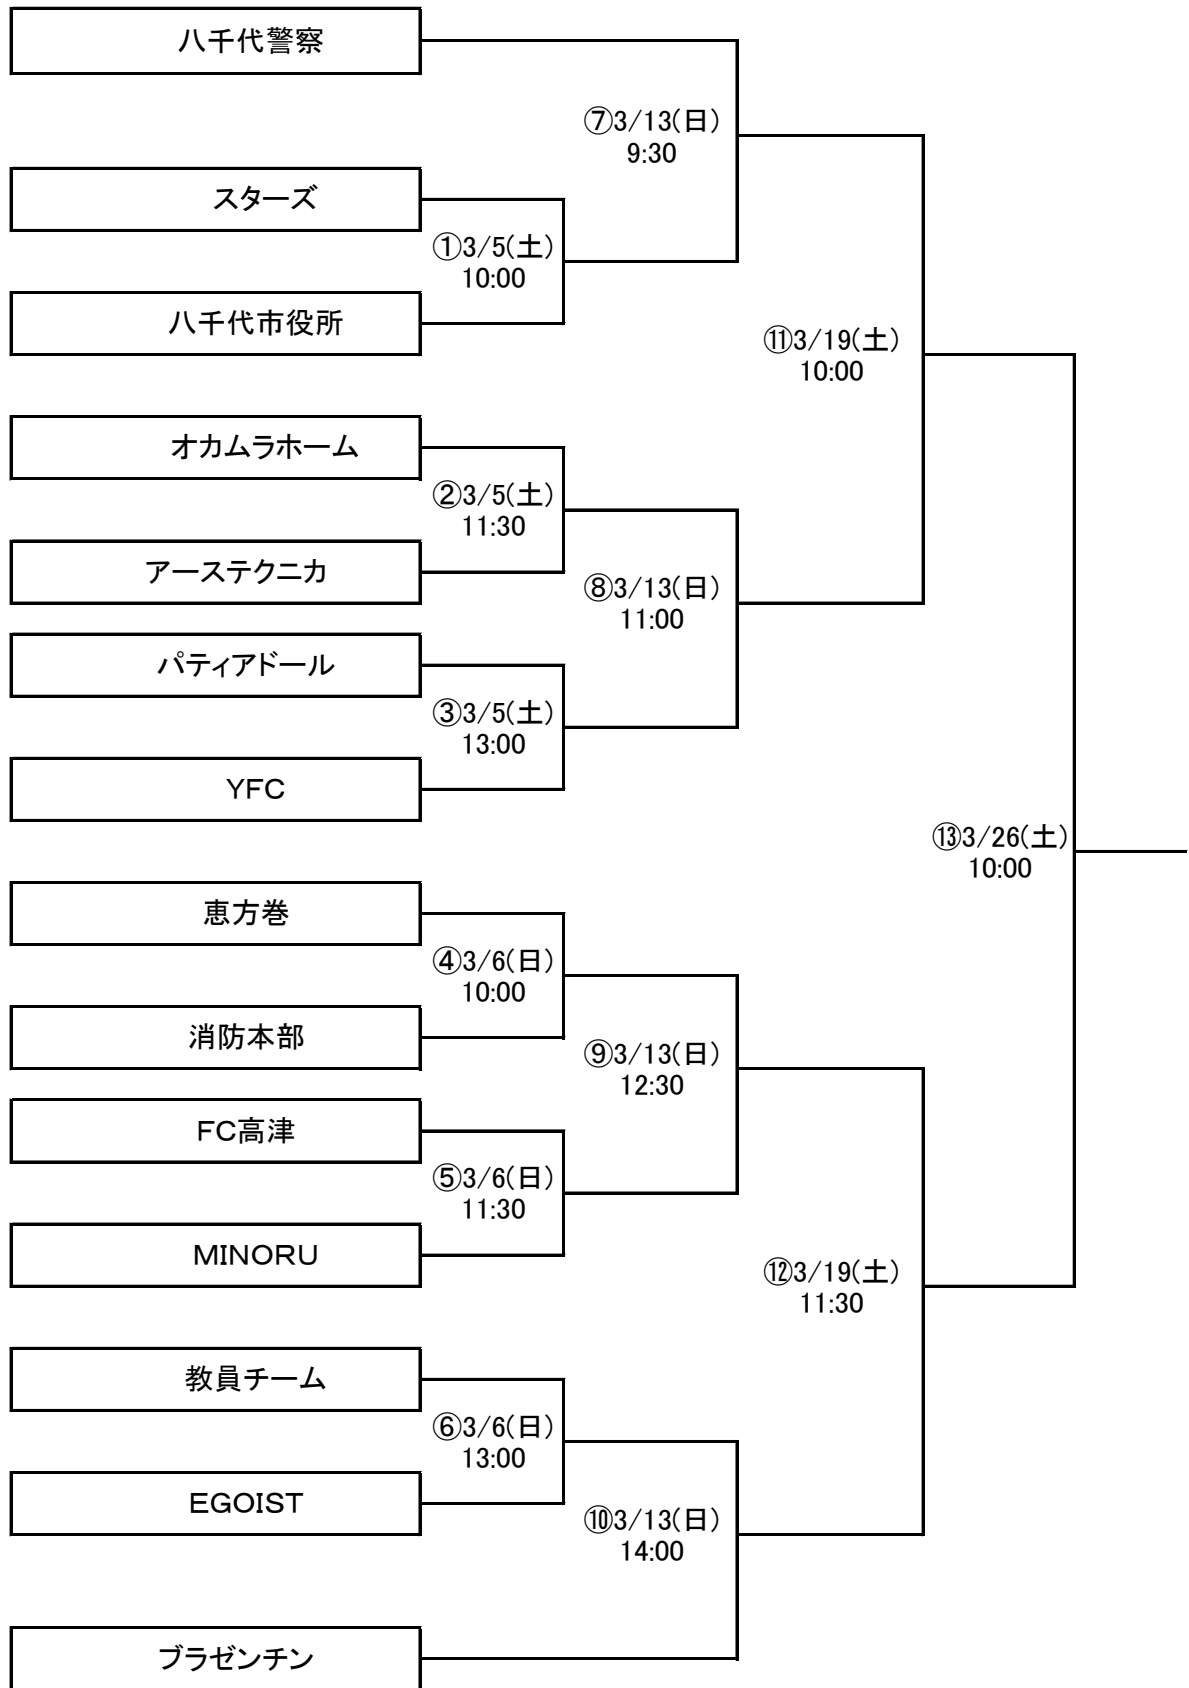 八千代警察
⑦3/13(日)
9:30
スターズ
①3/5(土)
10:00
八千代市役所
⑪3/19(土)
10:00
オカムラホーム
②3/5(土)
11:30
アーステクニカ
⑧3/13(日)
11:00
パティアドール
③3/5(土)
13:00
YFC
⑬3/26(土)
10:00
恵方巻
④3/6(日)
10:00
消防本部
⑨3/13(日)
12:30
FC高津
⑤3/6(日)
11:30
MINORU
⑫3/19(土)
11:30
教員チーム
⑥3/6(日)
13:00
EGOIST
⑩3/13(日)
14:00
ブラゼンチン